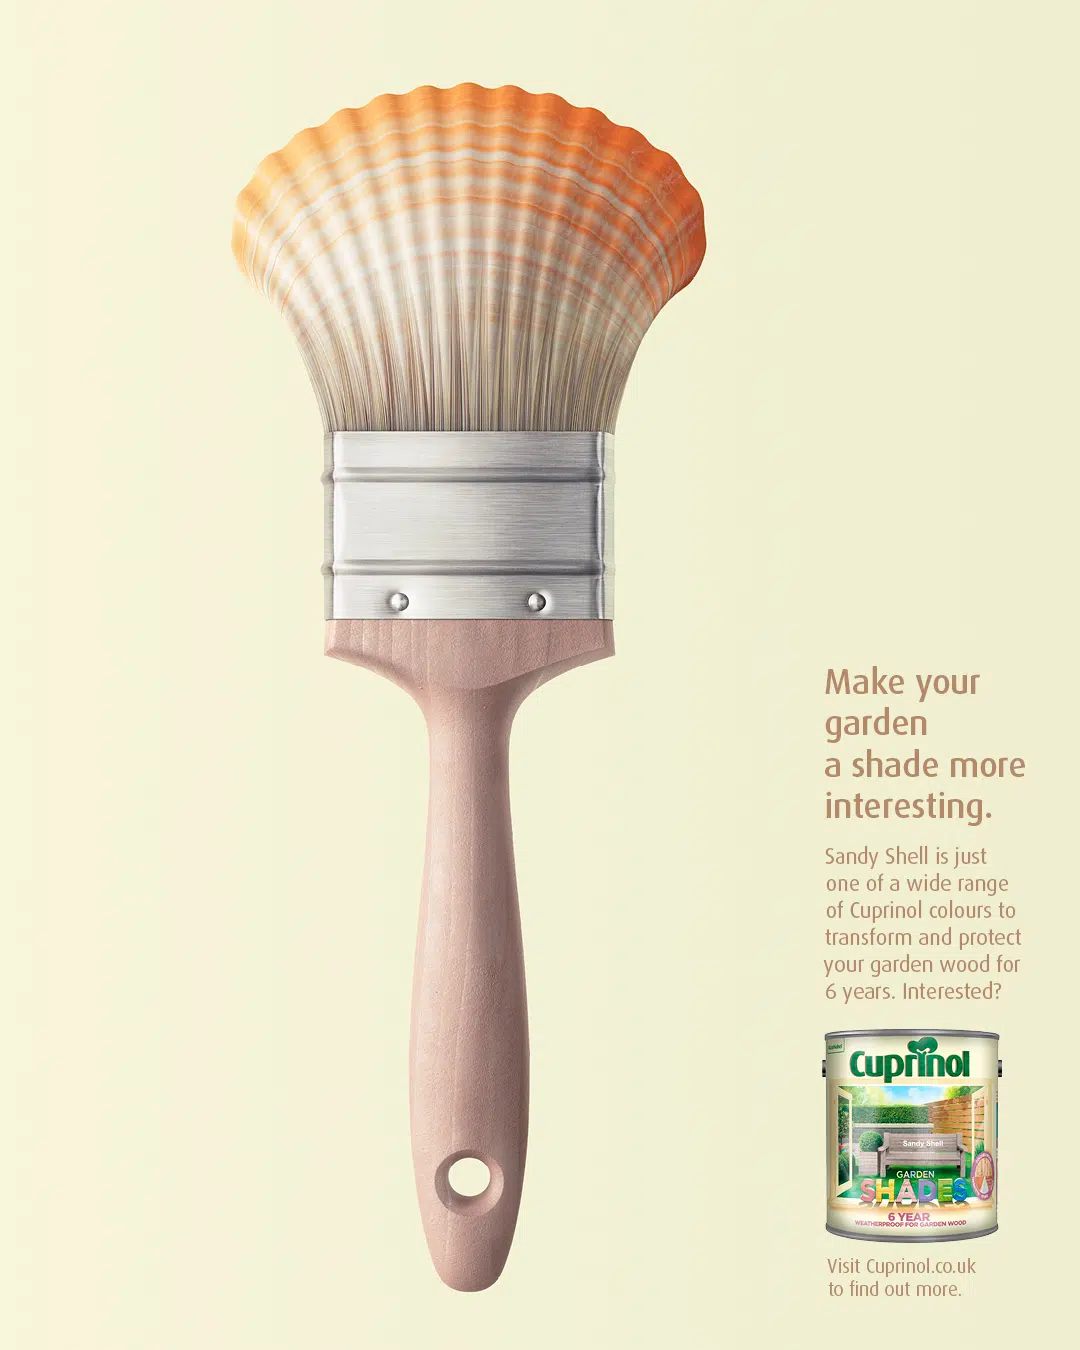 Make your
garden
a shade more
interesting.
Sandy Shell is just
one of a wide range
of Cuprinol colours to
transform and protect
your garden wood for
6 years. Interested?
Cuprinol
Sandy Shell
GARDEN
SHADES
6 YEAR
WEATHERPROOF FOR GARDEN WOOD
Visit Cuprinol.co.uk
to find out more.